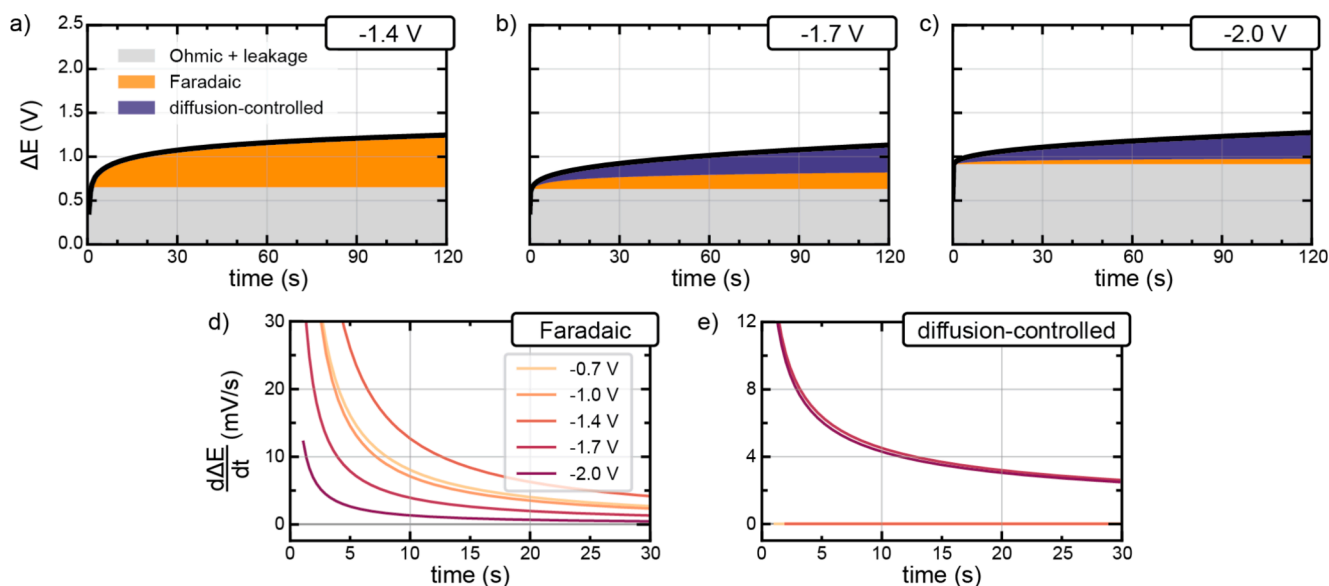 a)
-1.4 V
b)
-1.7 V
c)
-2.0 V
2.5
2.0
1.5
1.0
0.5
0.0
ΔE (V)
Ohmic + leakage
Faradaic
diffusion-controlled
0 30 60 90 120
time (s)
0 30 60 90 120
time (s)
0 30 60 90 120
time (s)
d)
Faradaic
30
20
10
0
dΔE/dt (mV/s)
-0.7 V
-1.0 V
-1.4 V
-1.7 V
-2.0 V
0 5 10 15 20 25 30
time (s)
e)
diffusion-controlled
12
8
4
0
0 5 10 15 20 25 30
time (s)